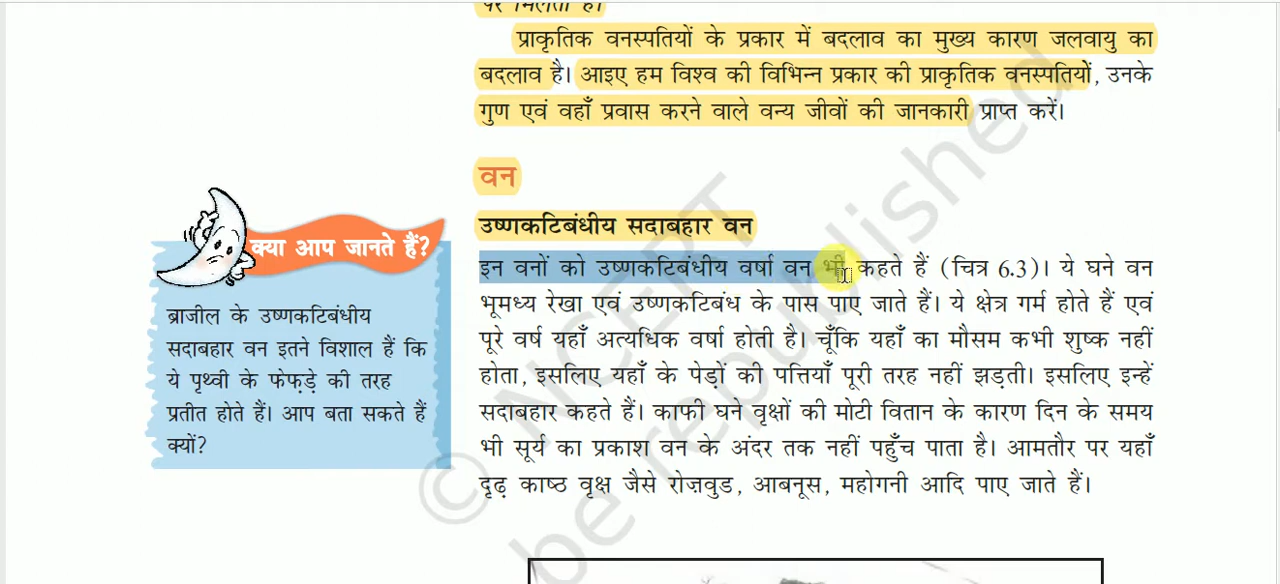 पर मिलता है।
प्राकृतिक वनस्पतियों के प्रकार में बदलाव का मुख्य कारण जलवायु का
बदलाव है। आइए हम विश्व की विभिन्न प्रकार की प्राकृतिक वनस्पतियों, उनके
गुण एवं वहाँ प्रवास करने वाले वन्य जीवों की जानकारी प्राप्त करें।
वन
उष्णकटिबंधीय सदाबहार वन
इन वनों को उष्णकटिबंधीय वर्षा वन भी कहते हैं (चित्र 6.3)। ये घने वन
भूमध्य रेखा एवं उष्णकटिबंध के पास पाए जाते हैं। ये क्षेत्र गर्म होते हैं एवं
पूरे वर्ष यहाँ अत्यधिक वर्षा होती है। चूँकि यहाँ का मौसम कभी शुष्क नहीं
होता, इसलिए यहाँ के पेड़ों की पत्तियाँ पूरी तरह नहीं झड़ती। इसलिए इन्हें
सदाबहार कहते हैं। काफी घने वृक्षों की मोटी वितान के कारण दिन के समय
भी सूर्य का प्रकाश वन के अंदर तक नहीं पहुँच पाता है। आमतौर पर यहाँ
दृढ़ काष्ठ वृक्ष जैसे रोज़वुड, आबनूस, महोगनी आदि पाए जाते हैं।
क्या आप जानते हैं?
ब्राजील के उष्णकटिबंधीय
सदाबहार वन इतने विशाल हैं कि
ये पृथ्वी के फेफड़े की तरह
प्रतीत होते हैं। आप बता सकते हैं
क्यों?
© NCERT
be republished